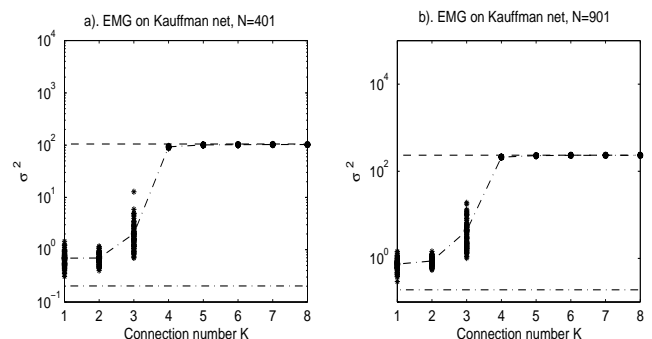 a). EMG on Kauffman net, N=401
10^4
10^3
10^2
10^1
10^0
10^−1
σ^2
1 2 3 4 5 6 7 8
Connection number K
b). EMG on Kauffman net, N=901
10^4
10^2
10^0
σ^2
1 2 3 4 5 6 7 8
Connection number K